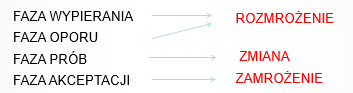 FAZA WYPIERANIA
FAZA OPORU
FAZA PRÓB
FAZA AKCEPTACJI
ROZMROŻENIE
ZMIANA
ZAMROŻENIE